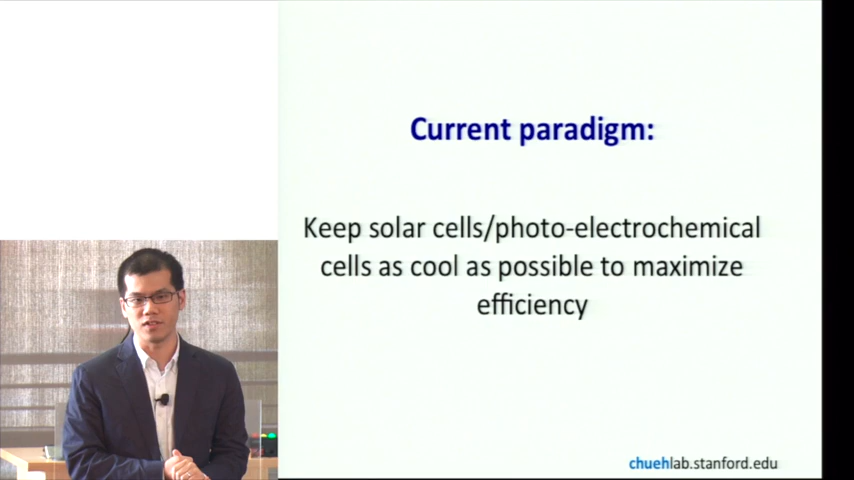 Current paradigm:
Keep solar cells/photo-electrochemical
cells as cool as possible to maximize
efficiency
chuehlab.stanford.edu